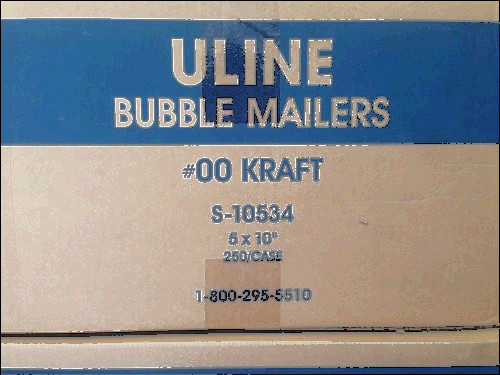 ULINE
BUBBLE MAILERS
#00 KRAFT
S-10534
5 x 10"
250/CASE
1-800-295-5510